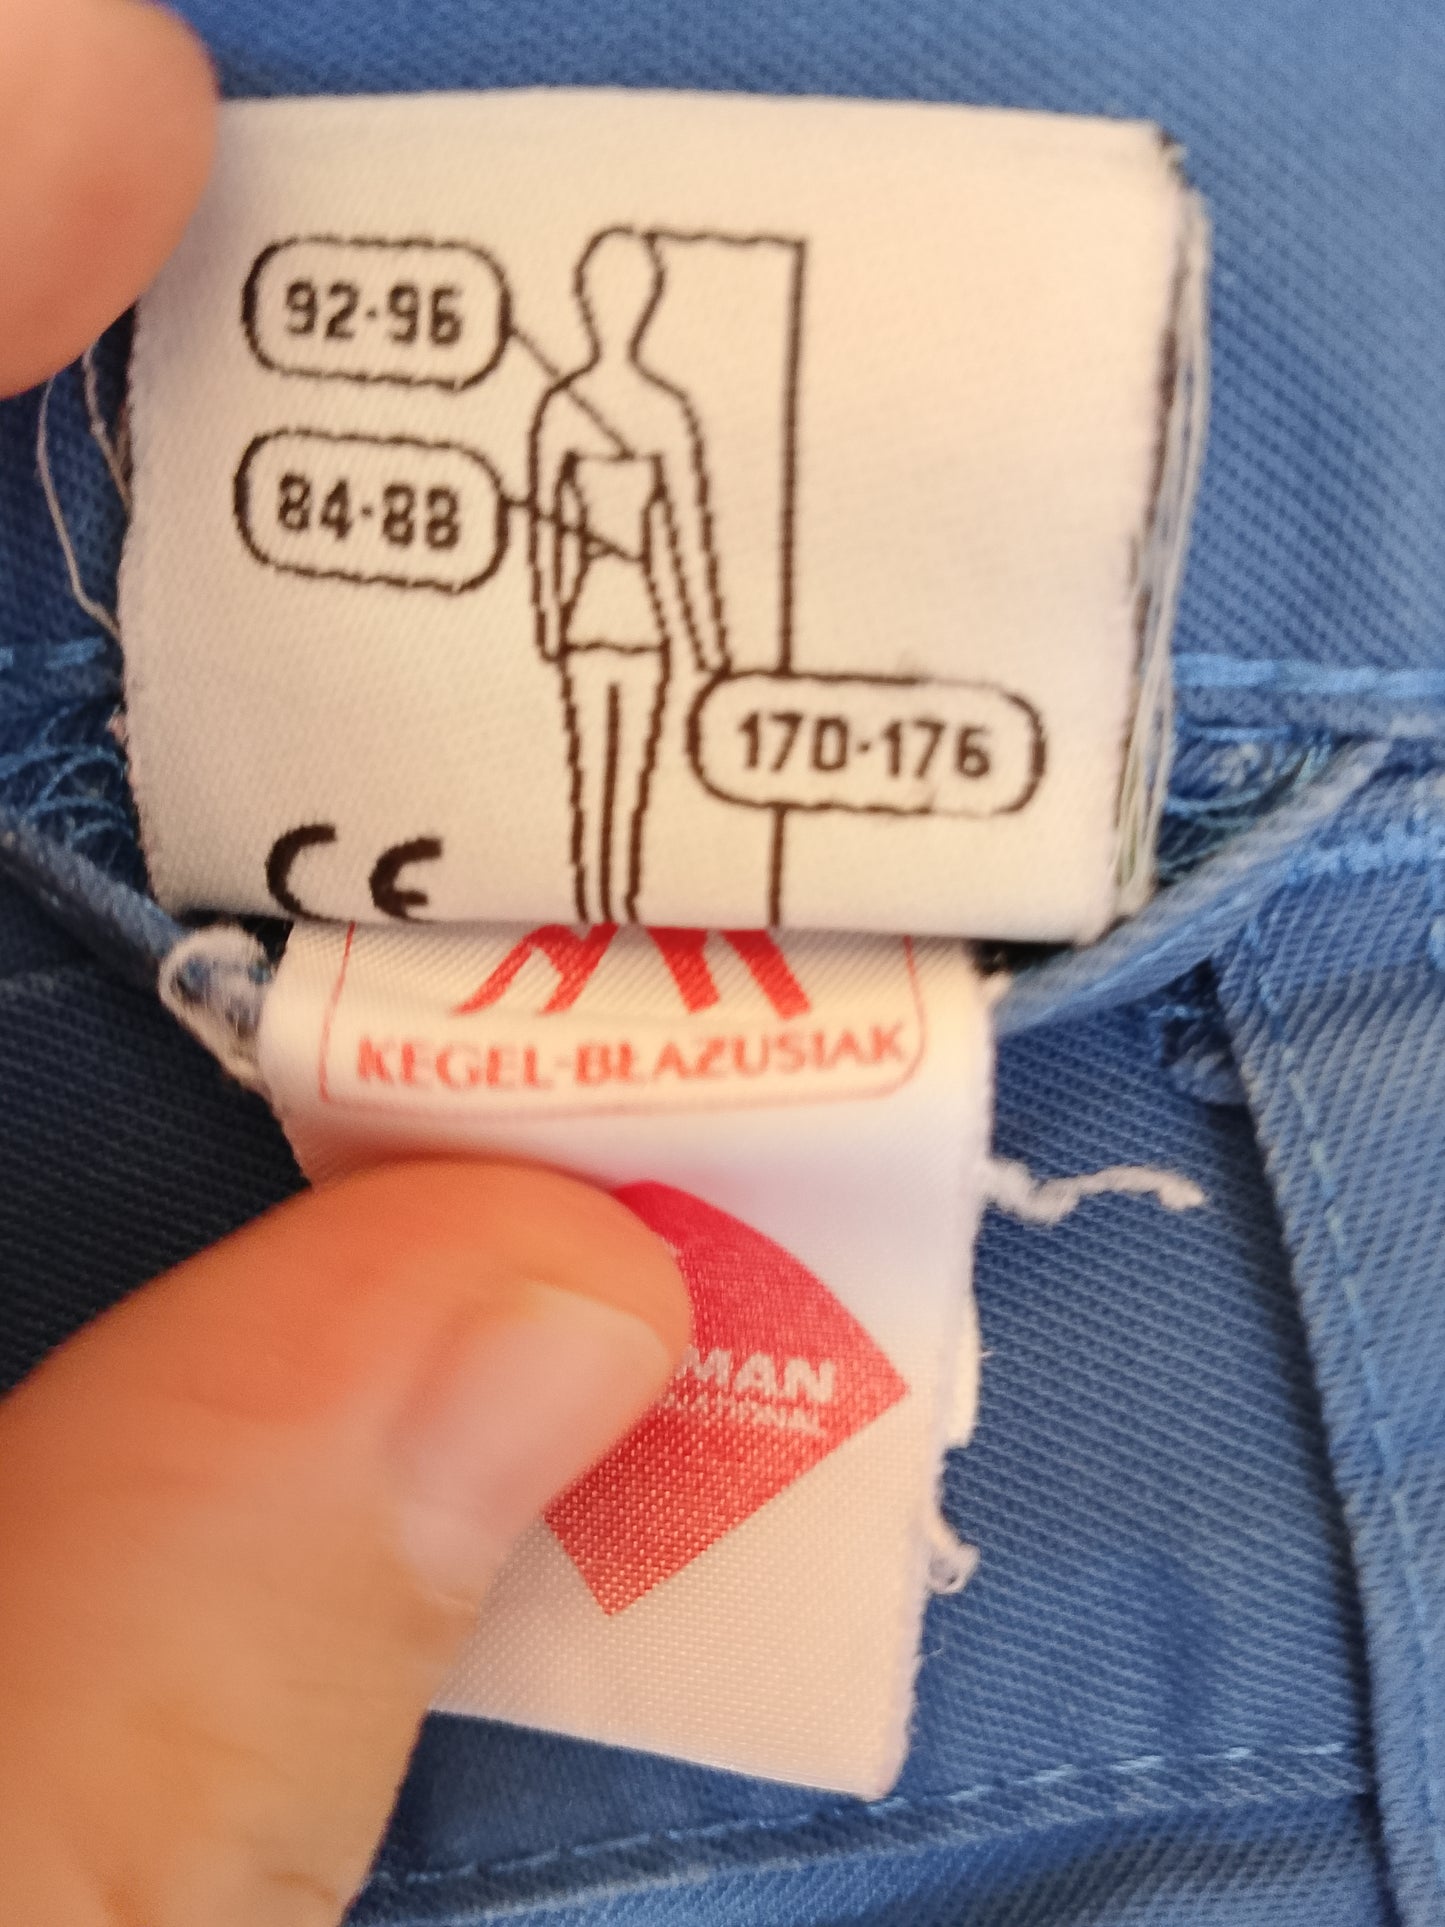 92-96
84-88
170-176
CE
KEGEL-BŁAZUSIAK
MAN